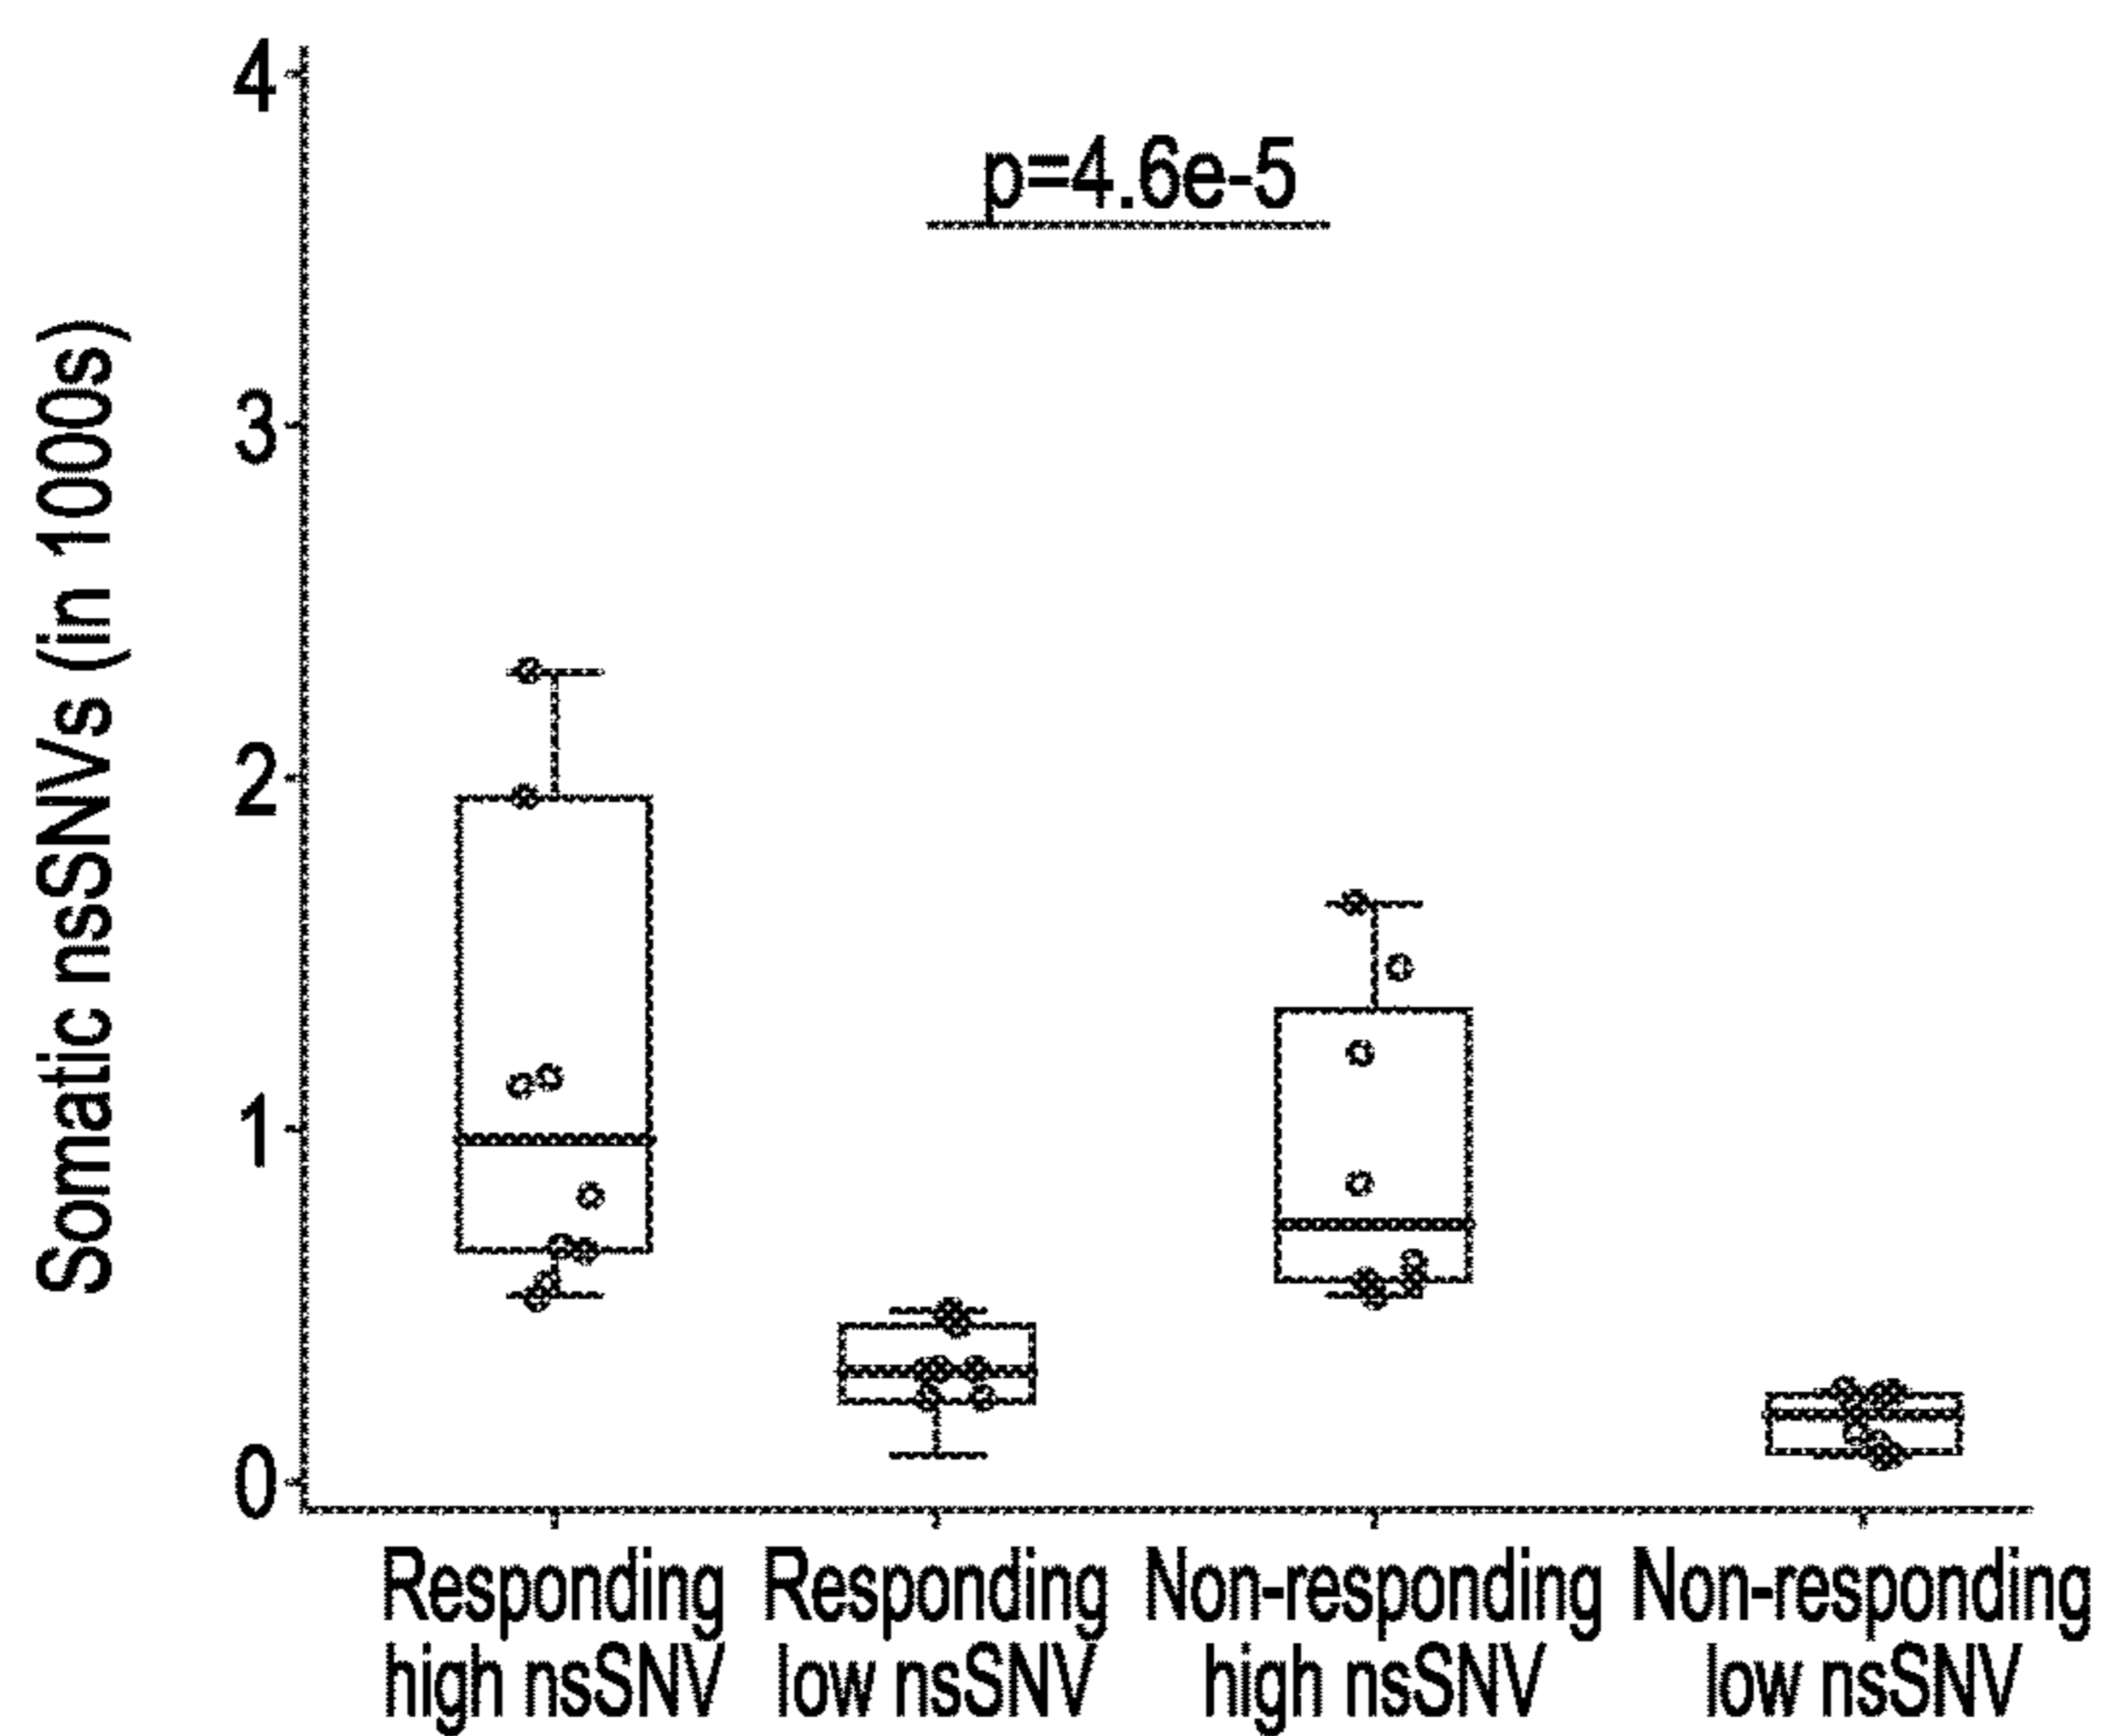 Somatic nsSNVs (in 1000s)
4
3
2
1
0
p=4.6e-5
Responding high nsSNV
Responding low nsSNV
Non-responding high nsSNV
Non-responding low nsSNV